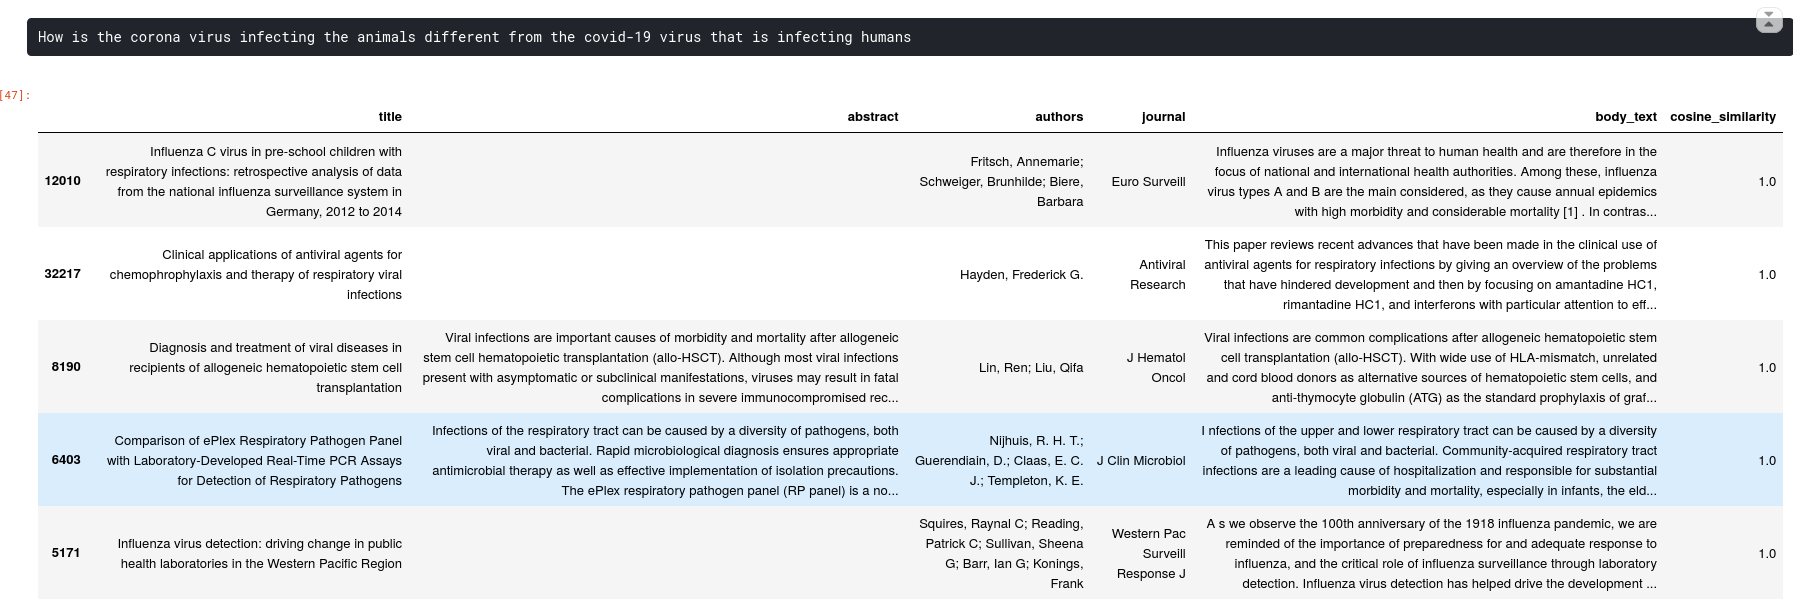 How is the corona virus infecting the animals different from the covid-19 virus that is infecting humans
[47]:
title abstract authors journal body_text cosine_similarity
12010
Influenza C virus in pre-school children with
respiratory infections: retrospective analysis of data
from the national influenza surveillance system in
Germany, 2012 to 2014
Fritsch, Annemarie;
Schweiger, Brunhilde; Biere,
Barbara
Euro Surveill
Influenza viruses are a major threat to human health and are therefore in the
focus of national and international health authorities. Among these, influenza
virus types A and B are the main considered, as they cause annual epidemics
with high morbidity and considerable mortality [1] . In contras...
1.0
32217
Clinical applications of antiviral agents for
chemophrophylaxis and therapy of respiratory viral
infections
Hayden, Frederick G.
Antiviral
Research
This paper reviews recent advances that have been made in the clinical use of
antiviral agents for respiratory infections by giving an overview of the problems
that have hindered development and then by focusing on amantadine HC1,
rimantadine HC1, and interferons with particular attention to eff...
1.0
8190
Diagnosis and treatment of viral diseases in
recipients of allogeneic hematopoietic stem cell
transplantation
Viral infections are important causes of morbidity and mortality after allogeneic
stem cell hematopoietic transplantation (allo-HSCT). Although most viral infections
present with asymptomatic or subclinical manifestations, viruses may result in fatal
complications in severe immunocompromised rec...
Lin, Ren; Liu, Qifa
J Hematol
Oncol
Viral infections are common complications after allogeneic hematopoietic stem
cell transplantation (allo-HSCT). With wide use of HLA-mismatch, unrelated
and cord blood donors as alternative sources of hematopoietic stem cells, and
anti-thymocyte globulin (ATG) as the standard prophylaxis of graf...
1.0
6403
Comparison of ePlex Respiratory Pathogen Panel
with Laboratory-Developed Real-Time PCR Assays
for Detection of Respiratory Pathogens
Infections of the respiratory tract can be caused by a diversity of pathogens, both
viral and bacterial. Rapid microbiological diagnosis ensures appropriate
antimicrobial therapy as well as effective implementation of isolation precautions.
The ePlex respiratory pathogen panel (RP panel) is a no...
Nijhuis, R. H. T.;
Guerendiain, D.; Claas, E. C.
J.; Templeton, K. E.
J Clin Microbiol
I nfections of the upper and lower respiratory tract can be caused by a diversity
of pathogens, both viral and bacterial. Community-acquired respiratory tract
infections are a leading cause of hospitalization and responsible for substantial
morbidity and mortality, especially in infants, the eld...
1.0
5171
Influenza virus detection: driving change in public
health laboratories in the Western Pacific Region
Squires, Raynal C; Reading,
Patrick C; Sullivan, Sheena
G; Barr, Ian G; Konings,
Frank
Western Pac
Surveill
Response J
A s we observe the 100th anniversary of the 1918 influenza pandemic, we are
reminded of the importance of preparedness for and adequate response to
influenza, and the critical role of influenza surveillance through laboratory
detection. Influenza virus detection has helped drive the development ...
1.0